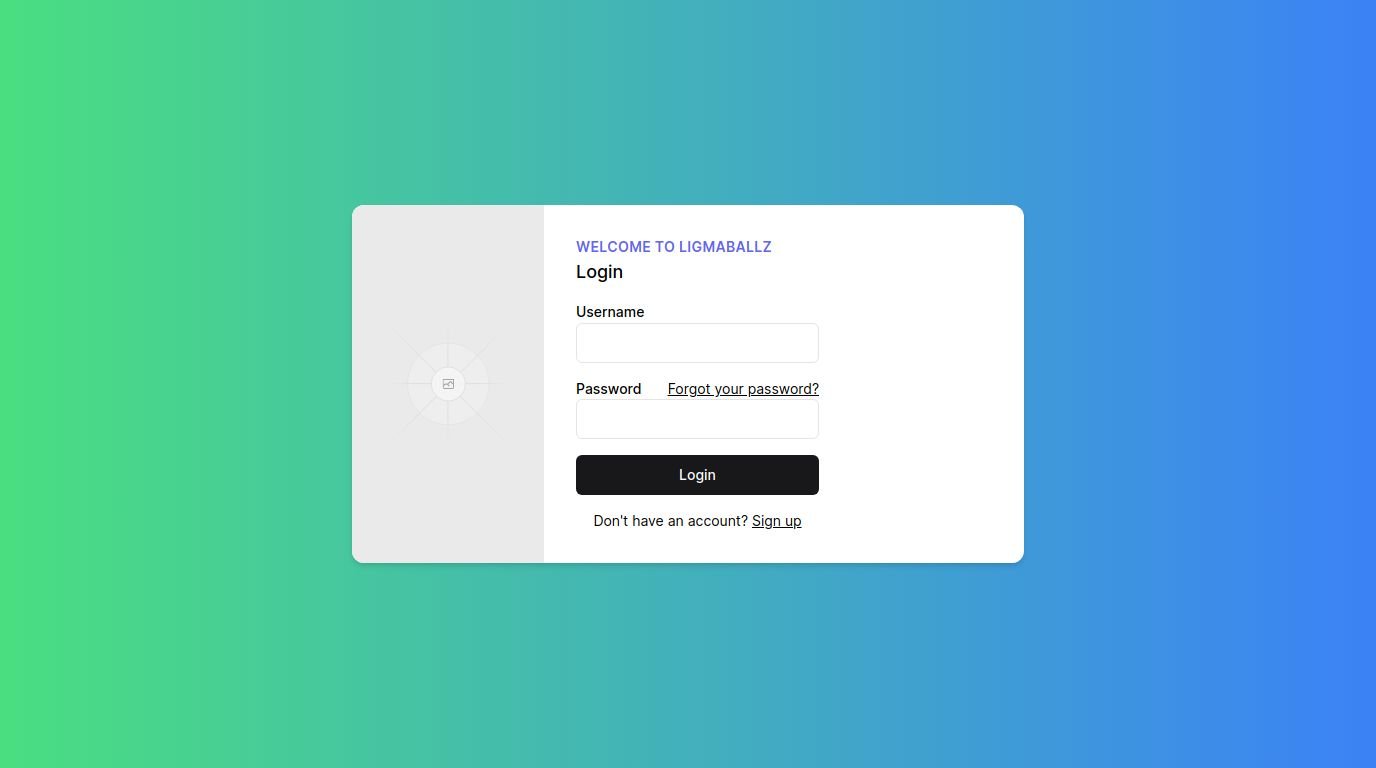 WELCOME TO LIGMABALLZ
Login
Username
Password Forgot your password?
Login
Don't have an account? Sign up